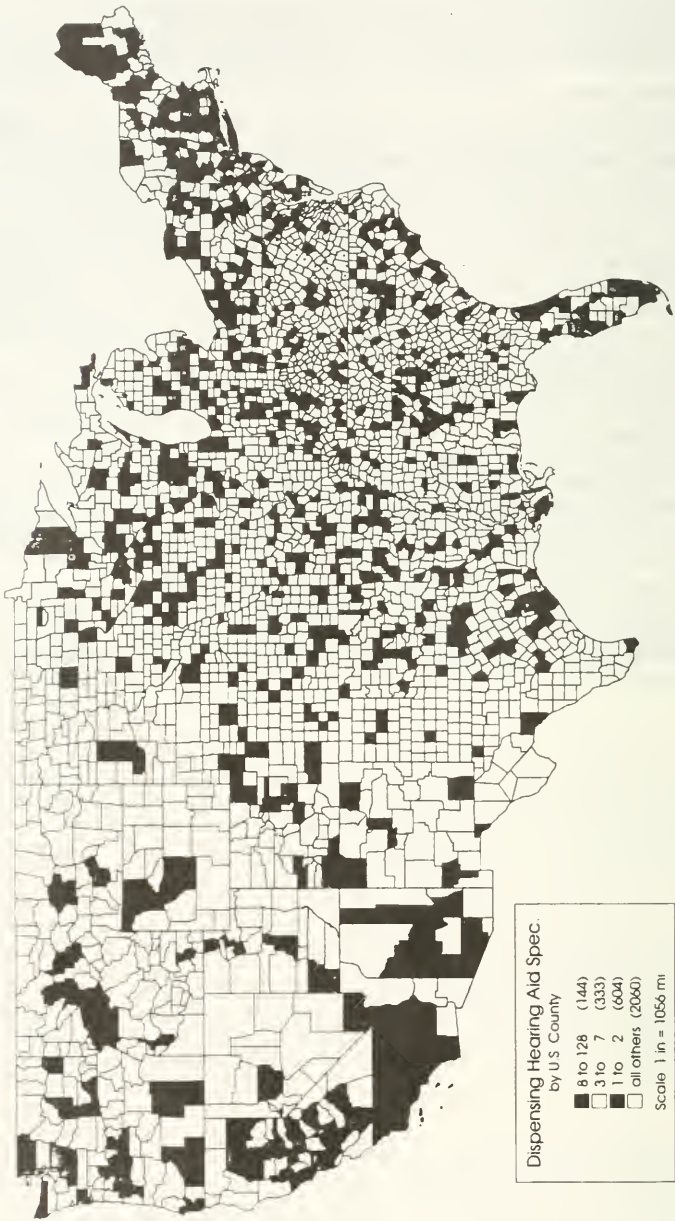 Dispensing Hearing Aid Spec.
by US County
8 to 128 (144)
3 to 7 (333)
1 to 2 (604)
all others (2060)
Scale 1 in = 1056 mi